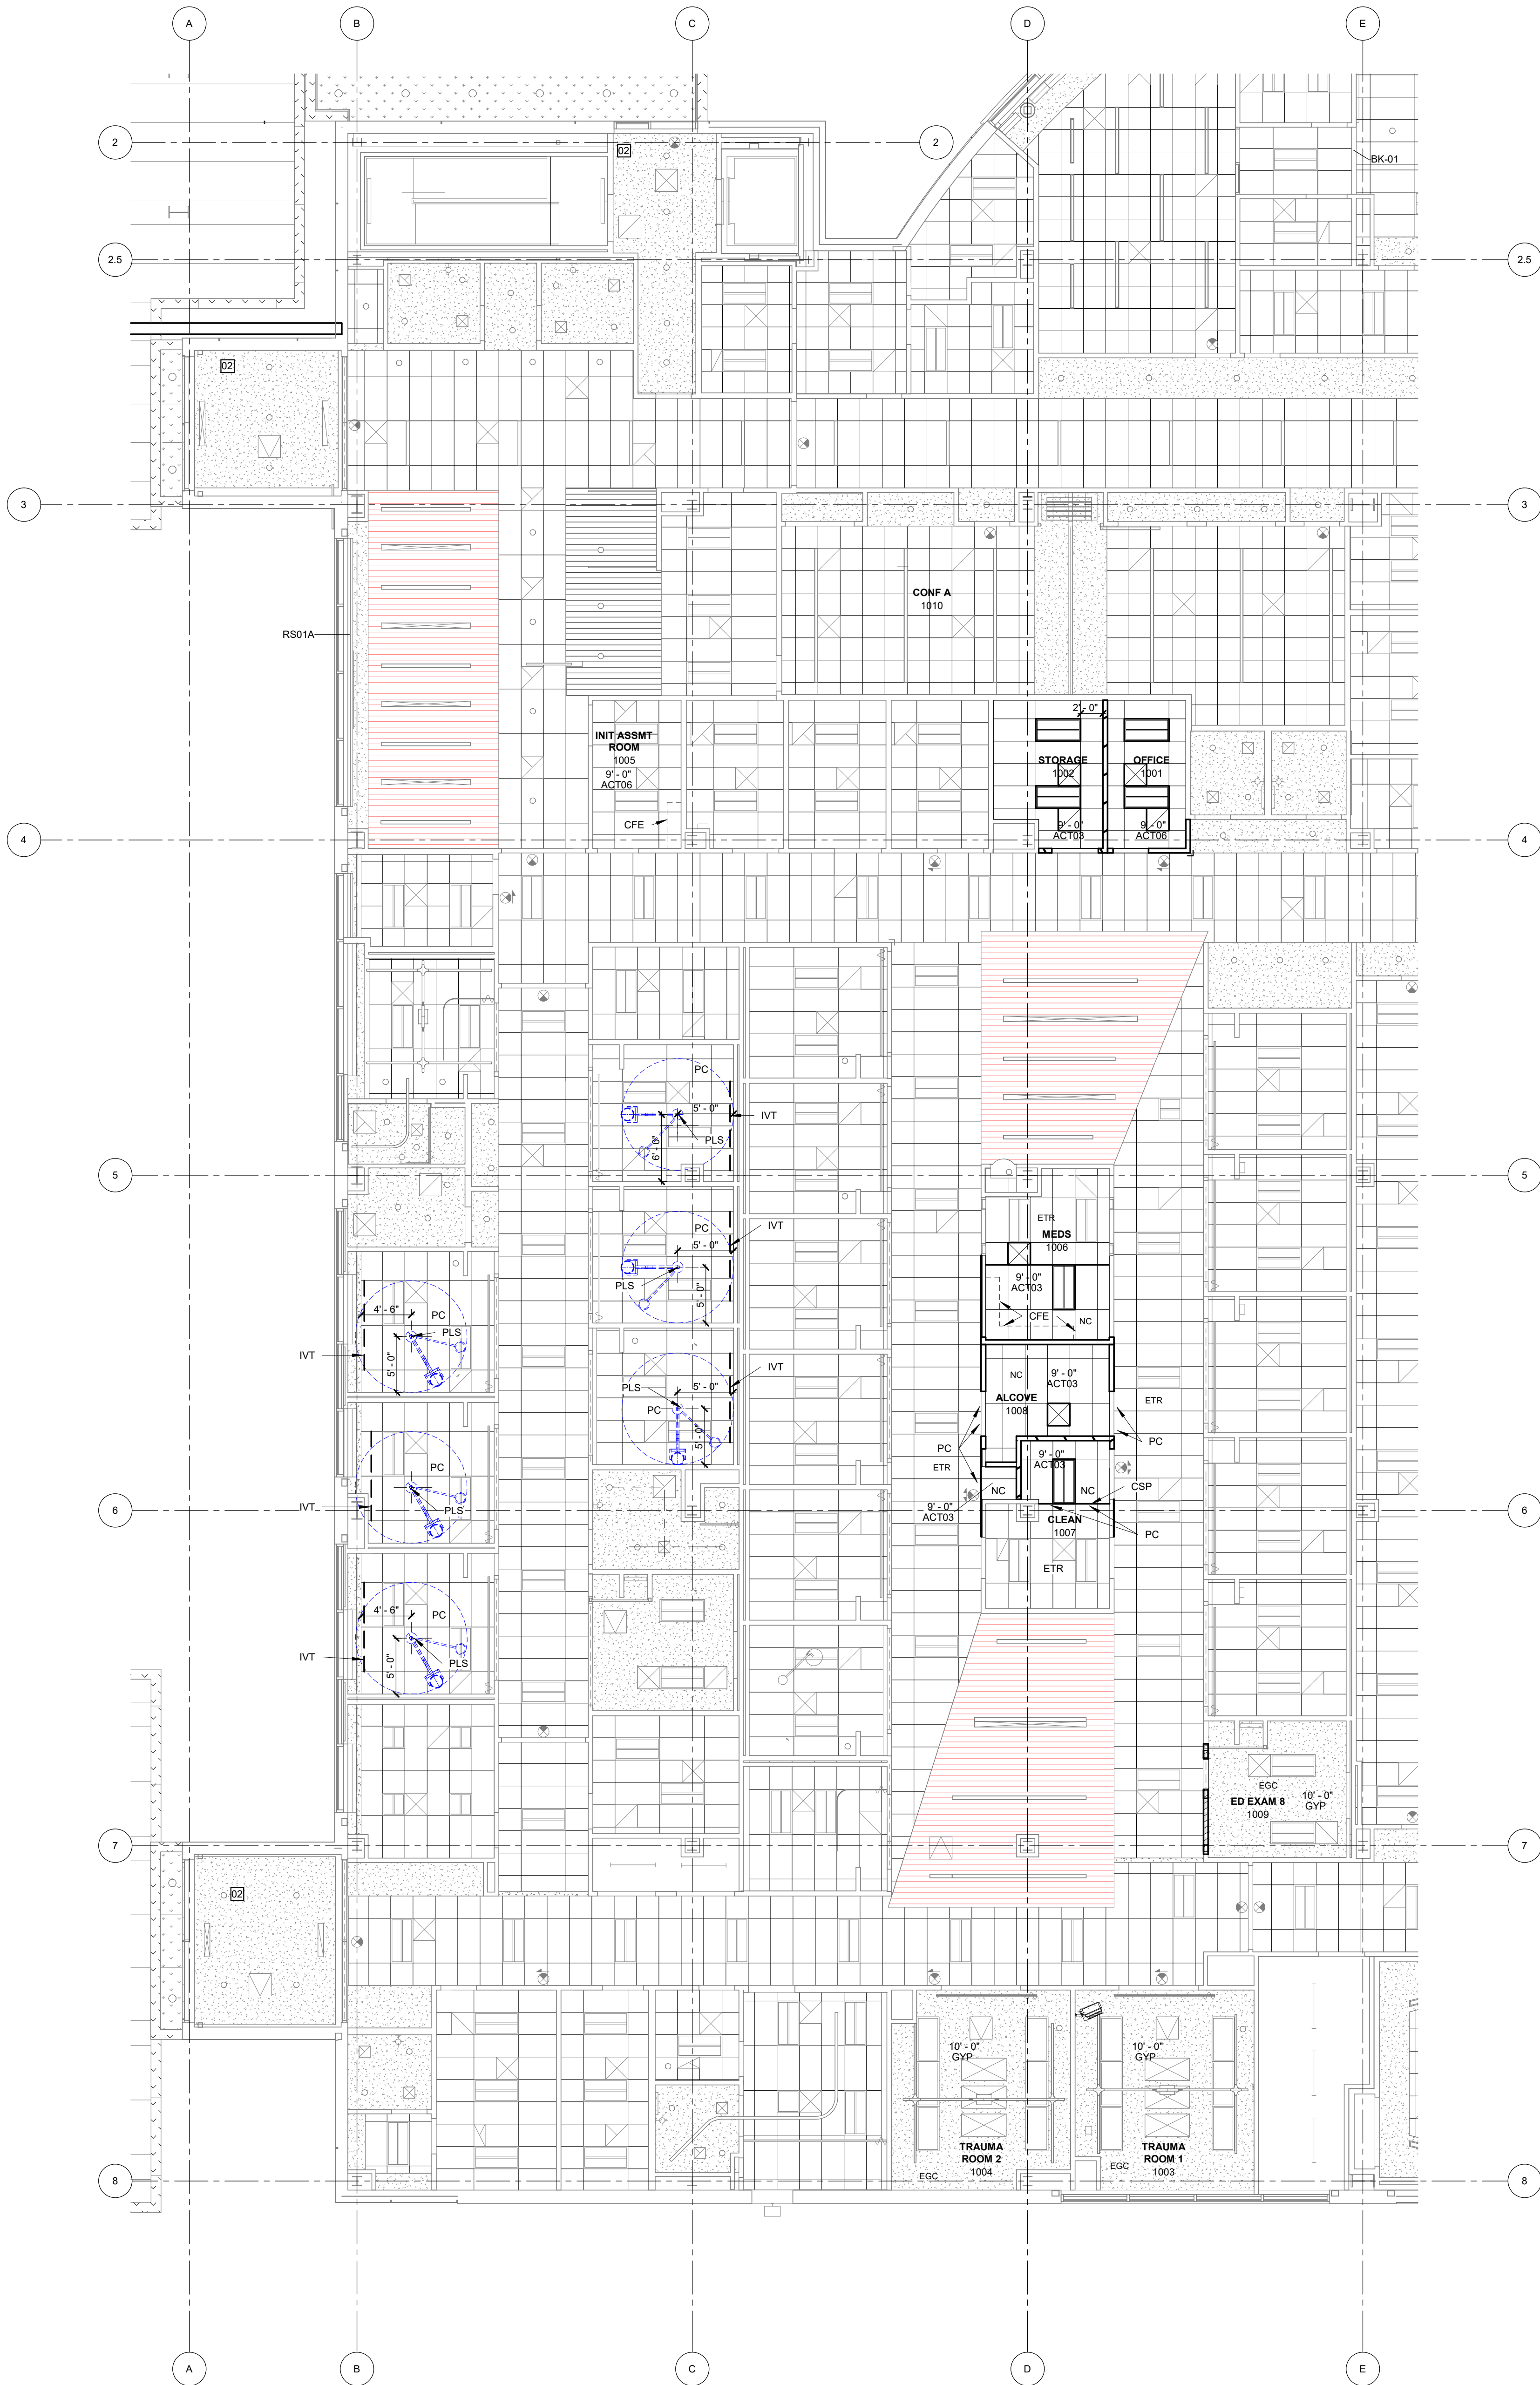 A
B
C
D
E
2
02
2
BK-01
2.5
2.5
02
3
3
CONF A
1010
RS01A
2' - 0"
INIT ASSMT
ROOM
1005
9' - 0"
ACT06
STORAGE
1002
OFFICE
1001
CFE
9' - 0"
ACT03
9' - 0"
ACT06
4
4
PC
5' - 0"
IVT
PLS
6' - 0"
5
5
ETR
MEDS
1006
PC
IVT
5' - 0"
PLS
5' - 0"
9' - 0"
ACT03
CFE
NC
4' - 6"
PC
PLS
IVT
5' - 0"
IVT
PLS
5' - 0"
PC
5' - 0"
NC
9' - 0"
ACT03
ALCOVE
1008
ETR
PC
PC
ETR
9' - 0"
ACT03
PC
IVT
PLS
NC
NC
CSP
9' - 0"
ACT03
6
6
CLEAN
1007
PC
ETR
4' - 6"
PC
PLS
IVT
5' - 0"
EGC
ED EXAM 8
1009
10' - 0"
GYP
7
7
02
10' - 0"
GYP
10' - 0"
GYP
TRAUMA
ROOM 2
1004
TRAUMA
ROOM 1
1003
EGC
EGC
8
8
A
B
C
D
E